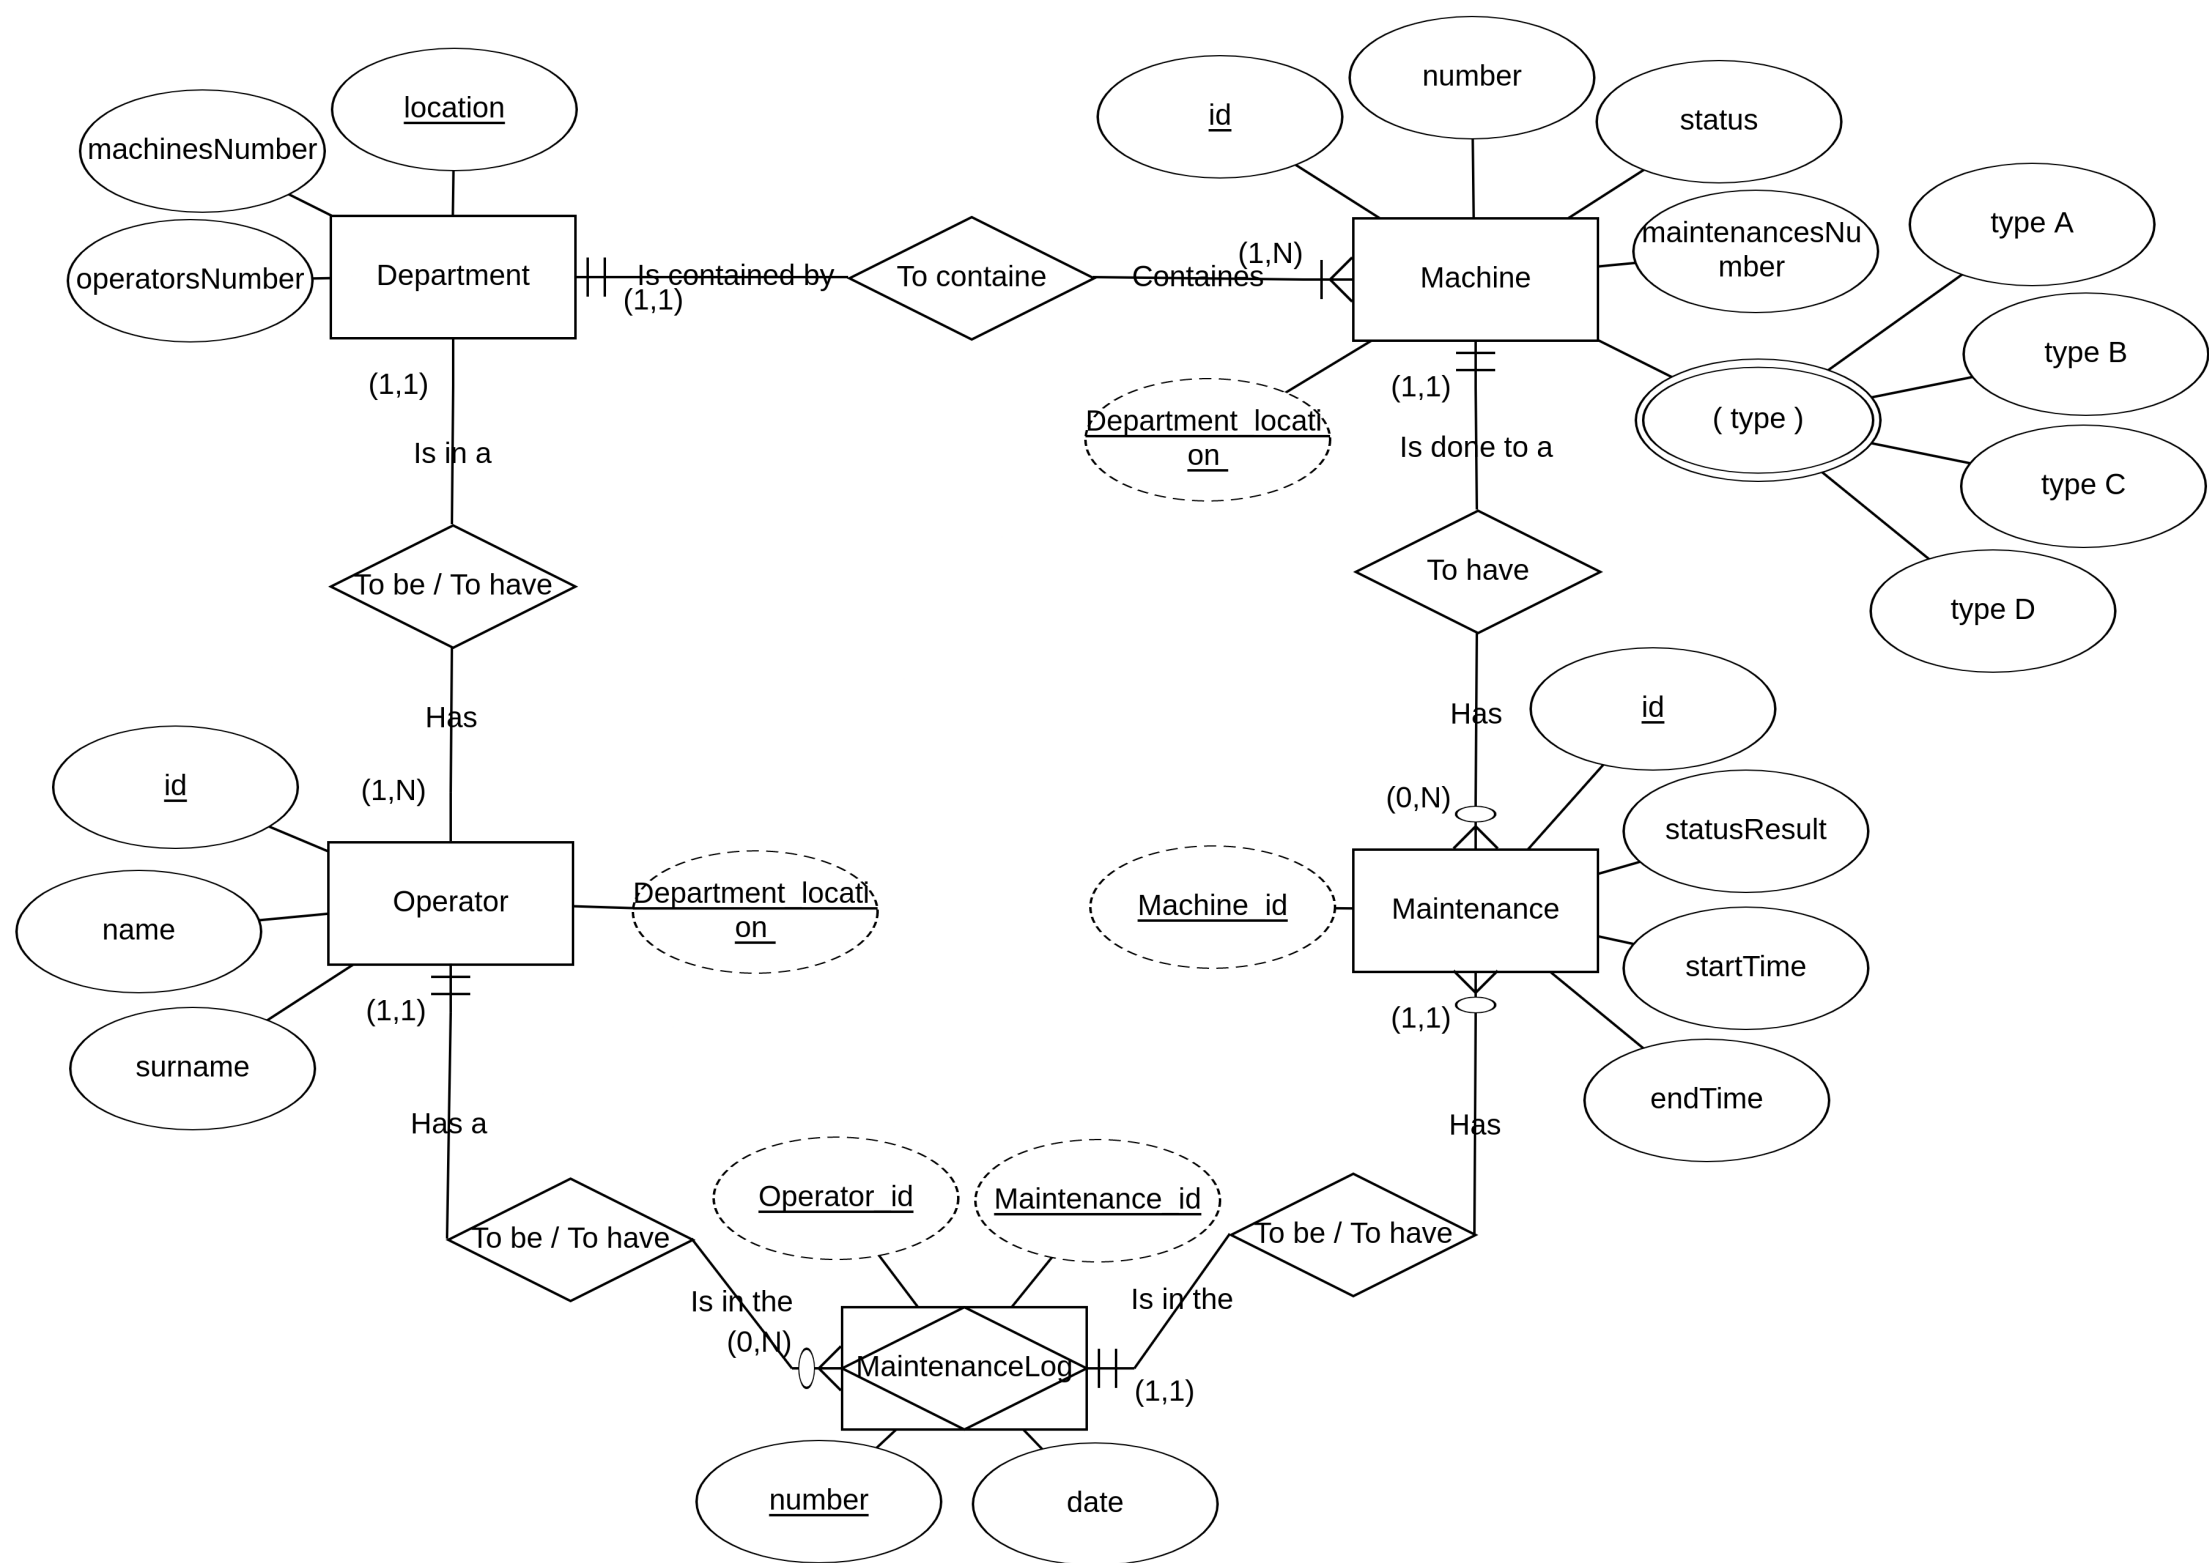 number
location
id
status
machinesNumber
type A
maintenancesNu
mber
(1,N)
Department
Is contained by
To containe
Containes
Machine
operatorsNumber
(1,1)
type B
(1,1)
(1,1)
Department_locati
on
( type )
Is in a
Is done to a
type C
To be / To have
To have
type D
Has
Has
id
id
(1,N)
(0,N)
statusResult
Department_locati
on
Operator
Machine_id
Maintenance
name
startTime
(1,1)
(1,1)
surname
endTime
Has a
Has
Operator_id
Maintenance_id
To be / To have
To be / To have
Is in the
Is in the
(0,N)
MaintenanceLog
(1,1)
number
date